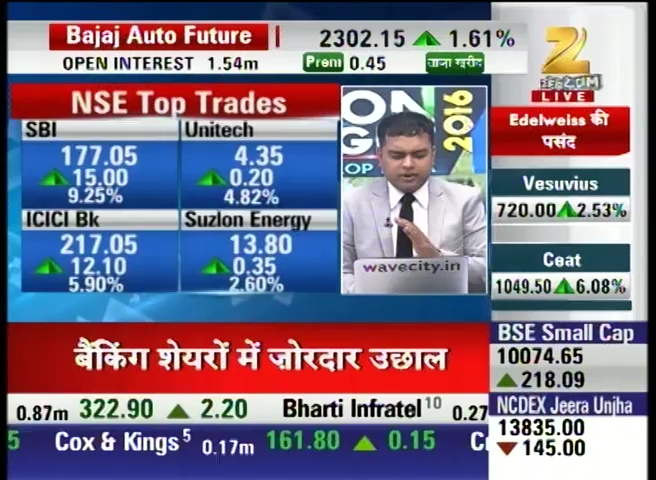 Bajaj Auto Future 2302.15 1.61%
OPEN INTEREST 1.54m Prem 0.45 ताजा खरीद
LIVE
NSE Top Trades
SBI
177.05
15.00
9.25%
Unitech
4.35
0.20
4.82%
ICICI Bk
217.05
12.10
5.90%
Suzlon Energy
13.80
0.35
2.60%
2016
wavecity.in
Edelweiss की
पसंद
Vesuvius
720.00 2.53%
Ceat
1049.50 6.08%
बैंकिंग शेयरों में ज़ोरदार उछाल
BSE Small Cap
10074.65
218.09
NCDEX Jeera Unjha
13835.00
145.00
0.87m 322.90 2.20 Bharti Infratel 10 0.27
5 Cox & Kings 5 0.17m 161.80 0.15